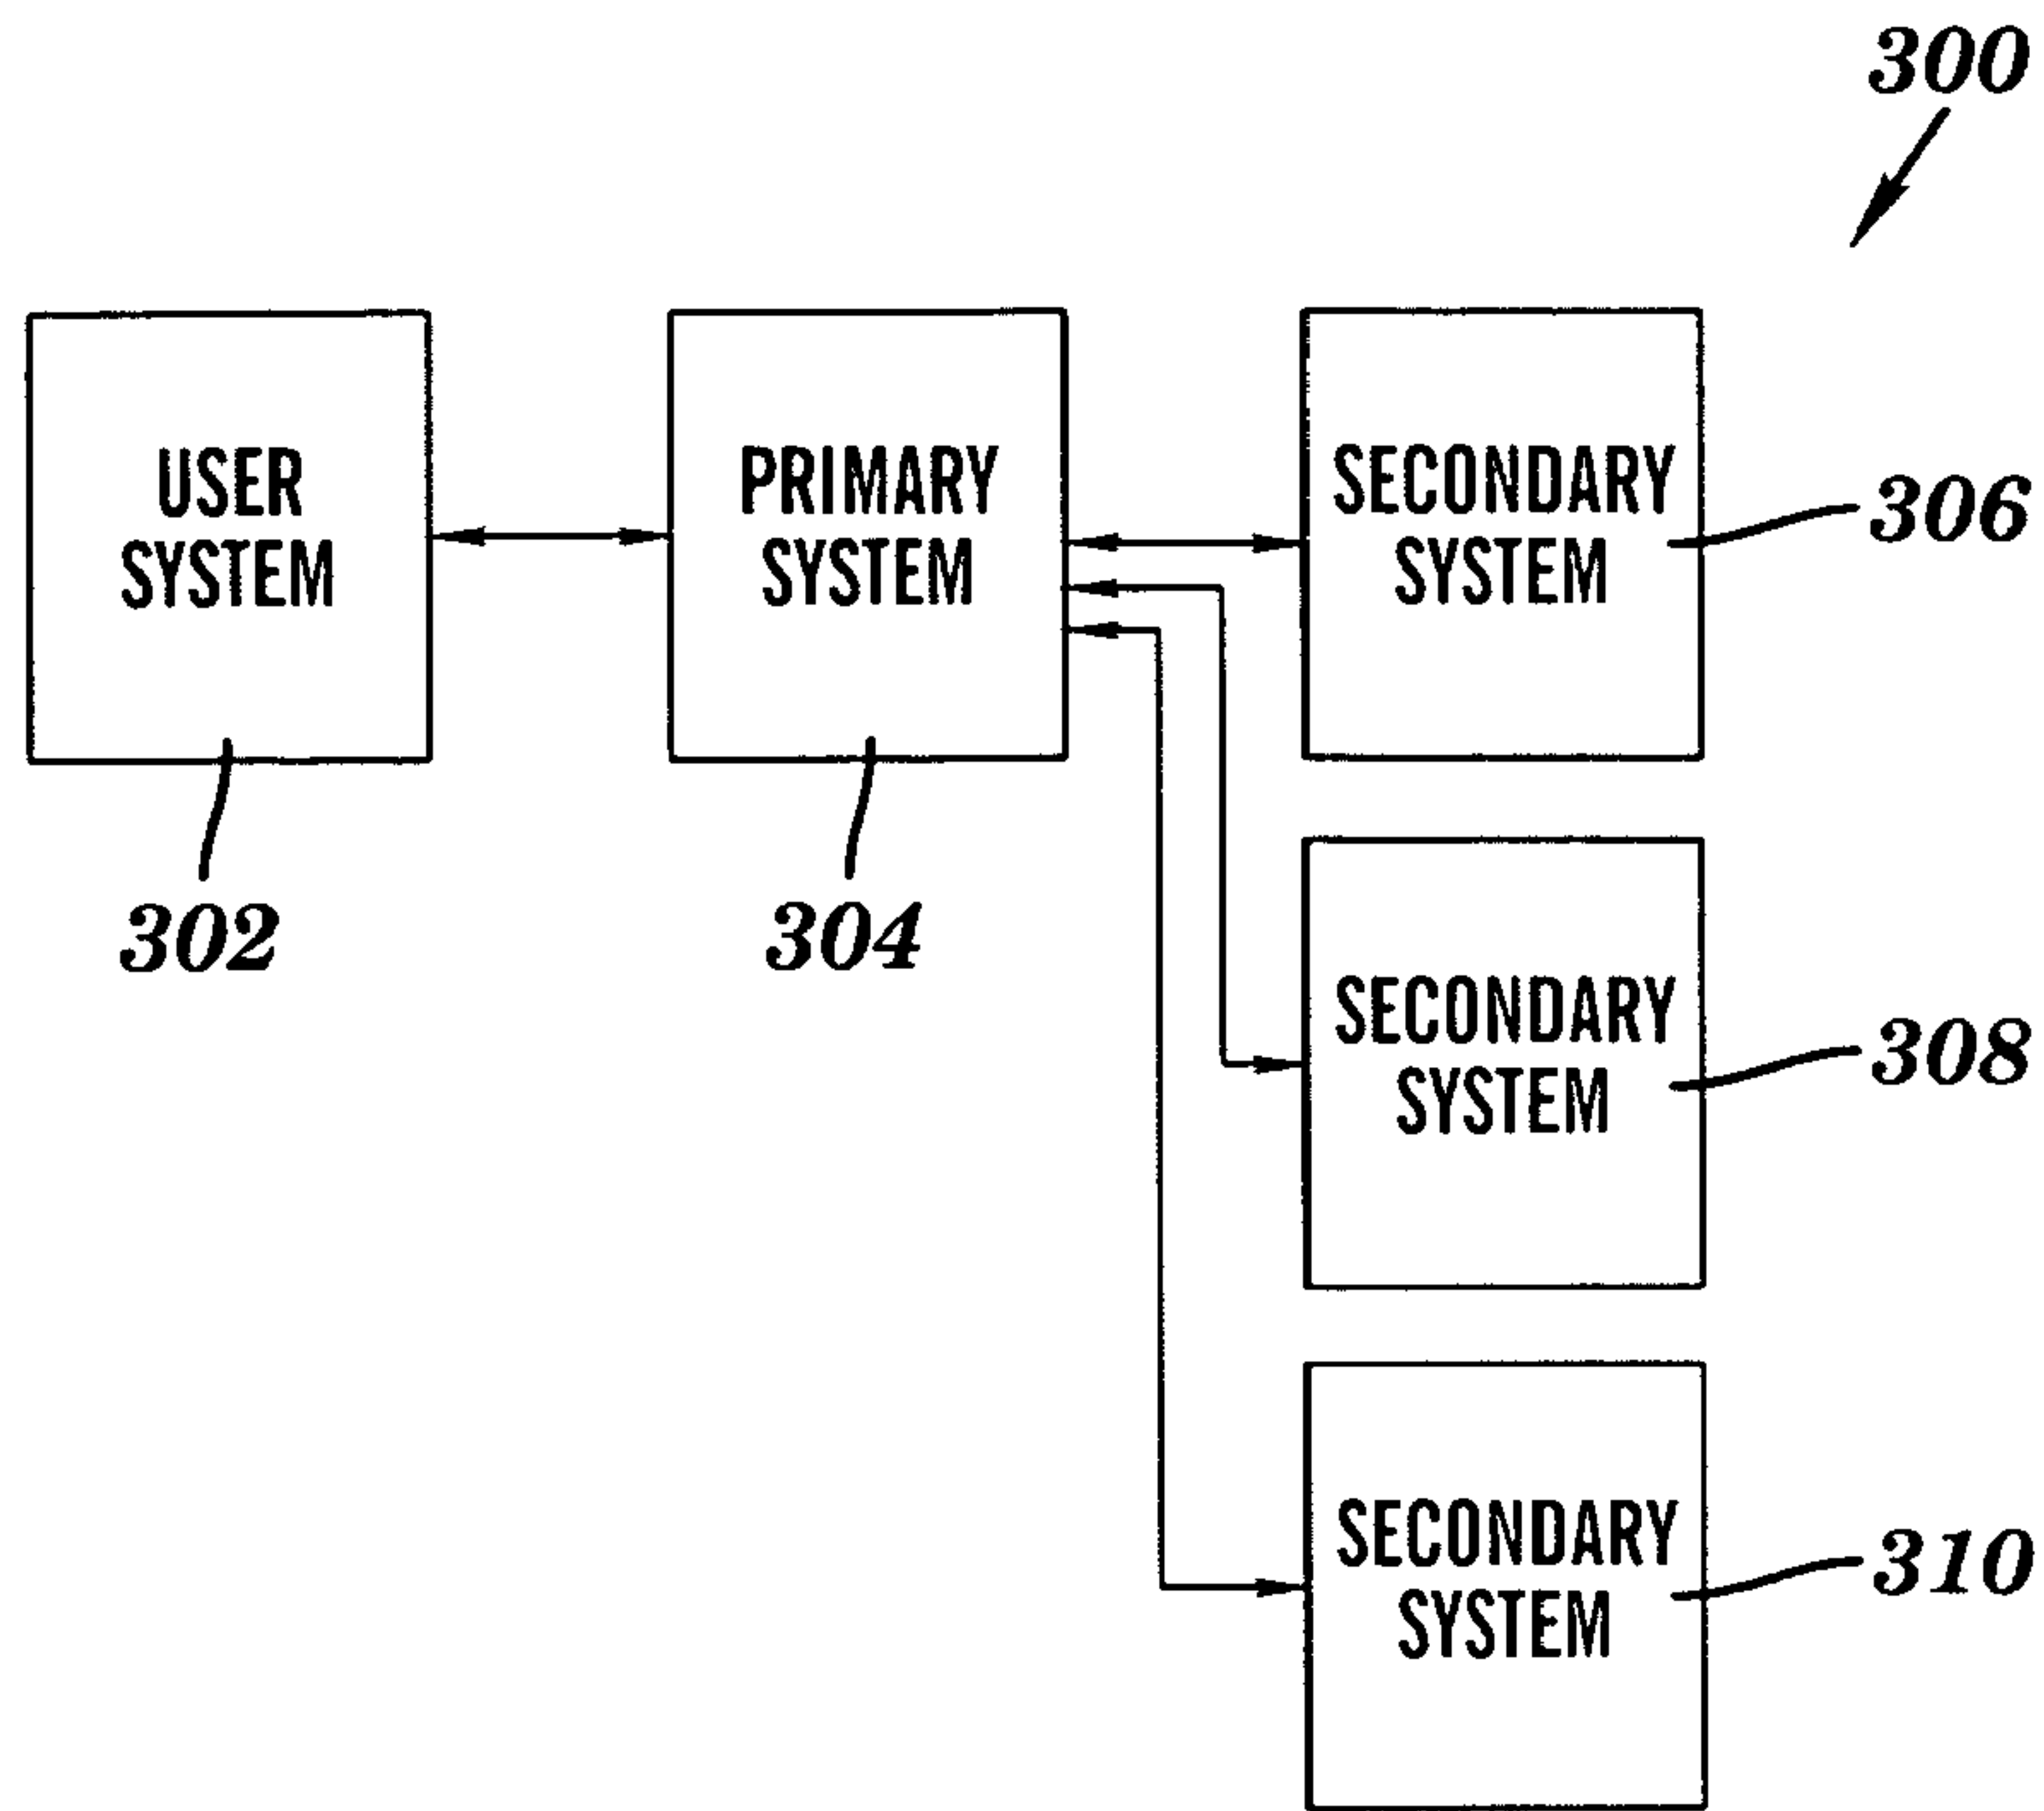 300
USER
SYSTEM
302
PRIMARY
SYSTEM
304
SECONDARY
SYSTEM
306
SECONDARY
SYSTEM
308
SECONDARY
SYSTEM
310